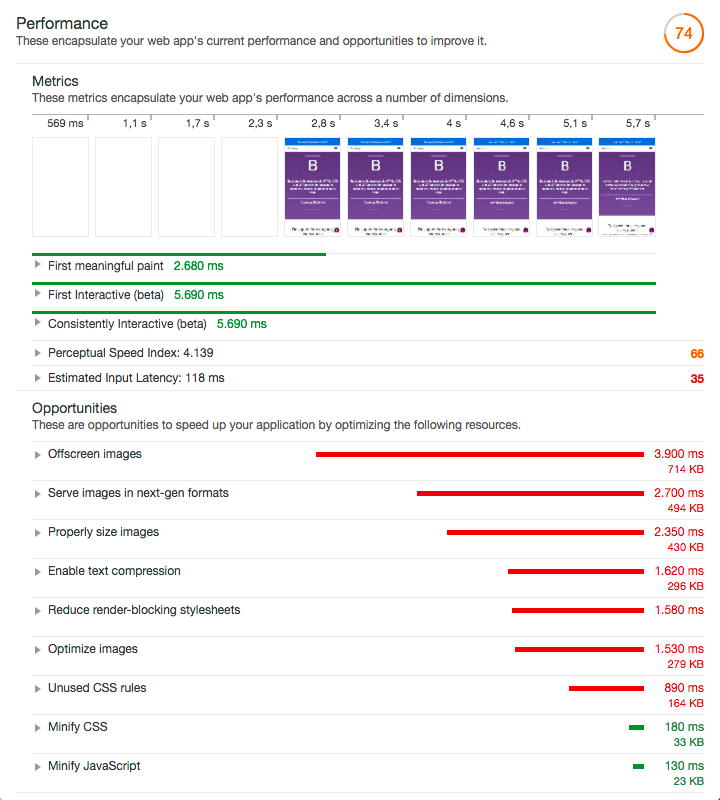 Performance
74
These encapsulate your web app's current performance and opportunities to improve it.
Metrics
These metrics encapsulate your web app's performance across a number of dimensions.
569 ms 1,1 s 1,7 s 2,3 s 2,8 s 3,4 s 4 s 4,6 s 5,1 s 5,7 s
B B B B B B
First meaningful paint 2.680 ms
First Interactive (beta) 5.690 ms
Consistently Interactive (beta) 5.690 ms
Perceptual Speed Index: 4.139 66
Estimated Input Latency: 118 ms 35
Opportunities
These are opportunities to speed up your application by optimizing the following resources.
Offscreen images 3.900 ms
714 KB
Serve images in next-gen formats 2.700 ms
494 KB
Properly size images 2.350 ms
430 KB
Enable text compression 1.620 ms
296 KB
Reduce render-blocking stylesheets 1.580 ms
Optimize images 1.530 ms
279 KB
Unused CSS rules 890 ms
164 KB
Minify CSS 180 ms
33 KB
Minify JavaScript 130 ms
23 KB